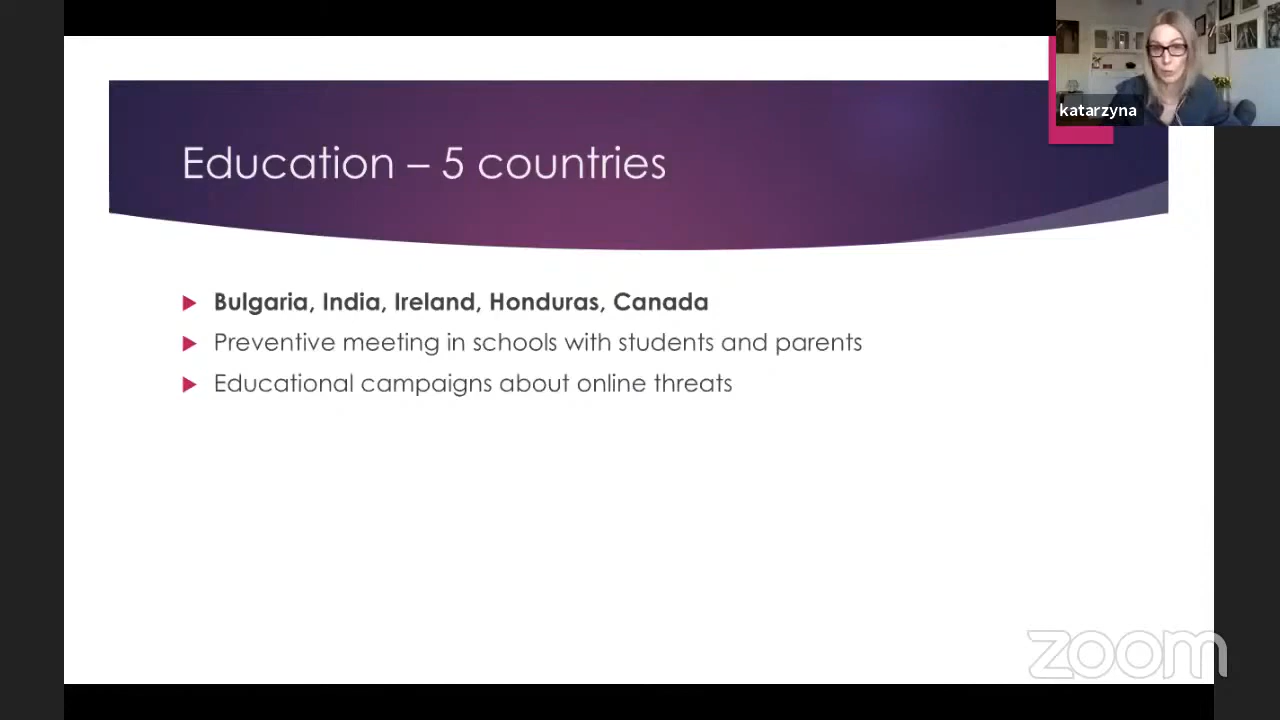 katarzyna
Education – 5 countries
Bulgaria, India, Ireland, Honduras, Canada
Preventive meeting in schools with students and parents
Educational campaigns about online threats
zoom